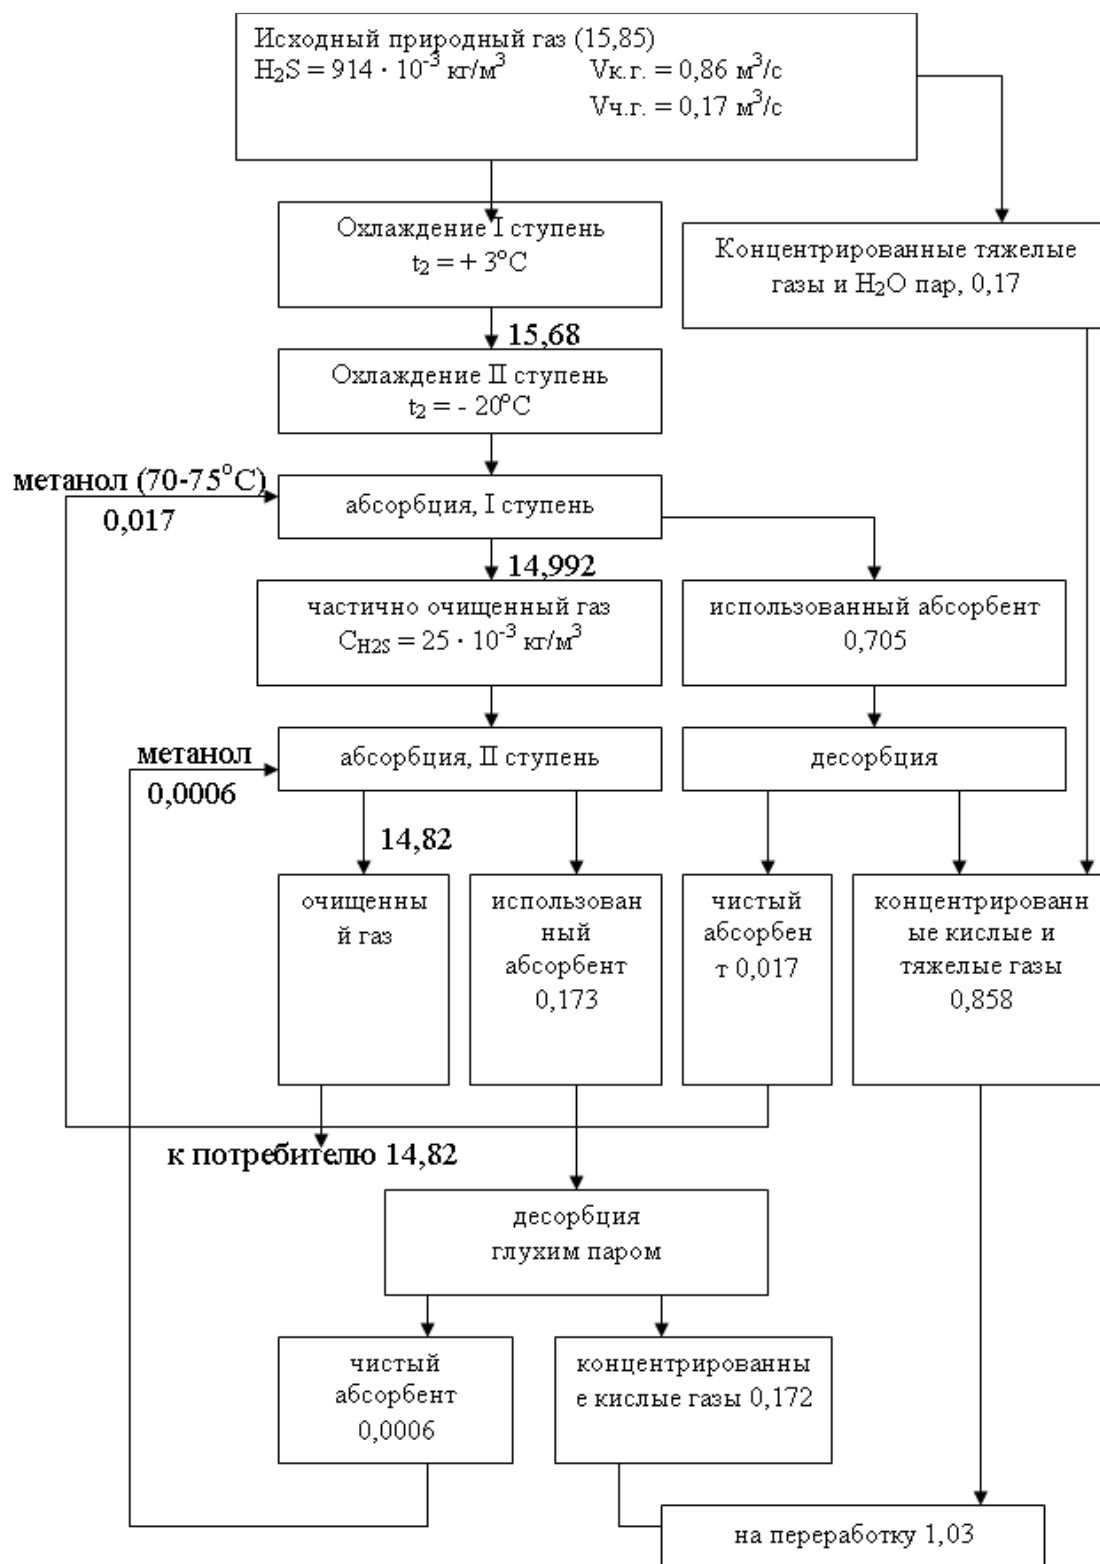 Исходный природный газ (15,85)
H2S = 914 · 10-3 кг/м3 Vк.г. = 0,86 м3/с
Vч.г. = 0,17 м3/с
Охлаждение I ступень
t2 = + 3оС
Концентрированные тяжелые
газы и H2O пар, 0,17
15,68
Охлаждение II ступень
t2 = - 20оС
метанол (70-75оС)
0,017
абсорбция, I ступень
14,992
частично очищенный газ
СH2S = 25 · 10-3 кг/м3
использованный абсорбент
0,705
метанол
0,0006
абсорбция, II ступень
десорбция
14,82
очищенны
й газ
использован
ный
абсорбент
0,173
чистый
абсорбен
т 0,017
концентрированн
ые кислые и
тяжелые газы
0,858
к потребителю 14,82
десорбция
глухим паром
чистый
абсорбент
0,0006
концентрированны
е кислые газы 0,172
на переработку 1,03